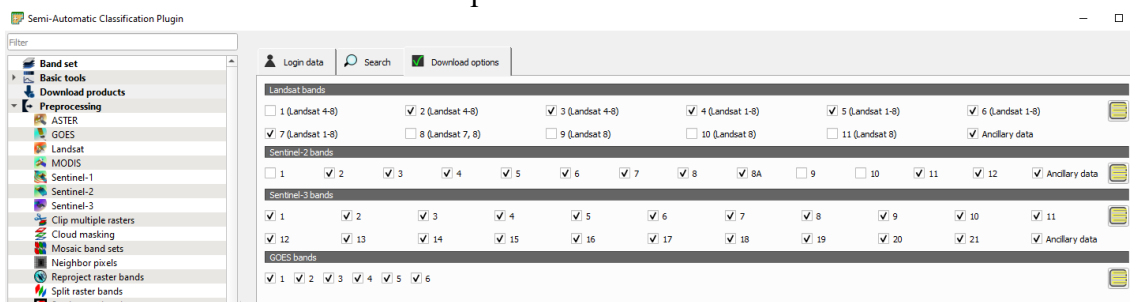 Semi-Automatic Classification Plugin
Filter
Band set
Basic tools
Download products
Preprocessing
ASTER
GOES
Landsat
MODIS
Sentinel-1
Sentinel-2
Sentinel-3
Clip multiple rasters
Cloud masking
Mosaic band sets
Neighbor pixels
Reproject raster bands
Split raster bands
Login data Search Download options
Landsat bands
1 (Landsat 4-8) 2 (Landsat 4-8) 3 (Landsat 4-8) 4 (Landsat 1-8) 5 (Landsat 1-8) 6 (Landsat 1-8)
7 (Landsat 1-8) 8 (Landsat 7, 8) 9 (Landsat 8) 10 (Landsat 8) 11 (Landsat 8) Ancillary data
Sentinel-2 bands
1 2 3 4 5 6 7 8 8A 9 10 11 12 Ancillary data
Sentinel-3 bands
1 2 3 4 5 6 7 8 9 10 11
12 13 14 15 16 17 18 19 20 21 Ancillary data
GOES bands
1 2 3 4 5 6